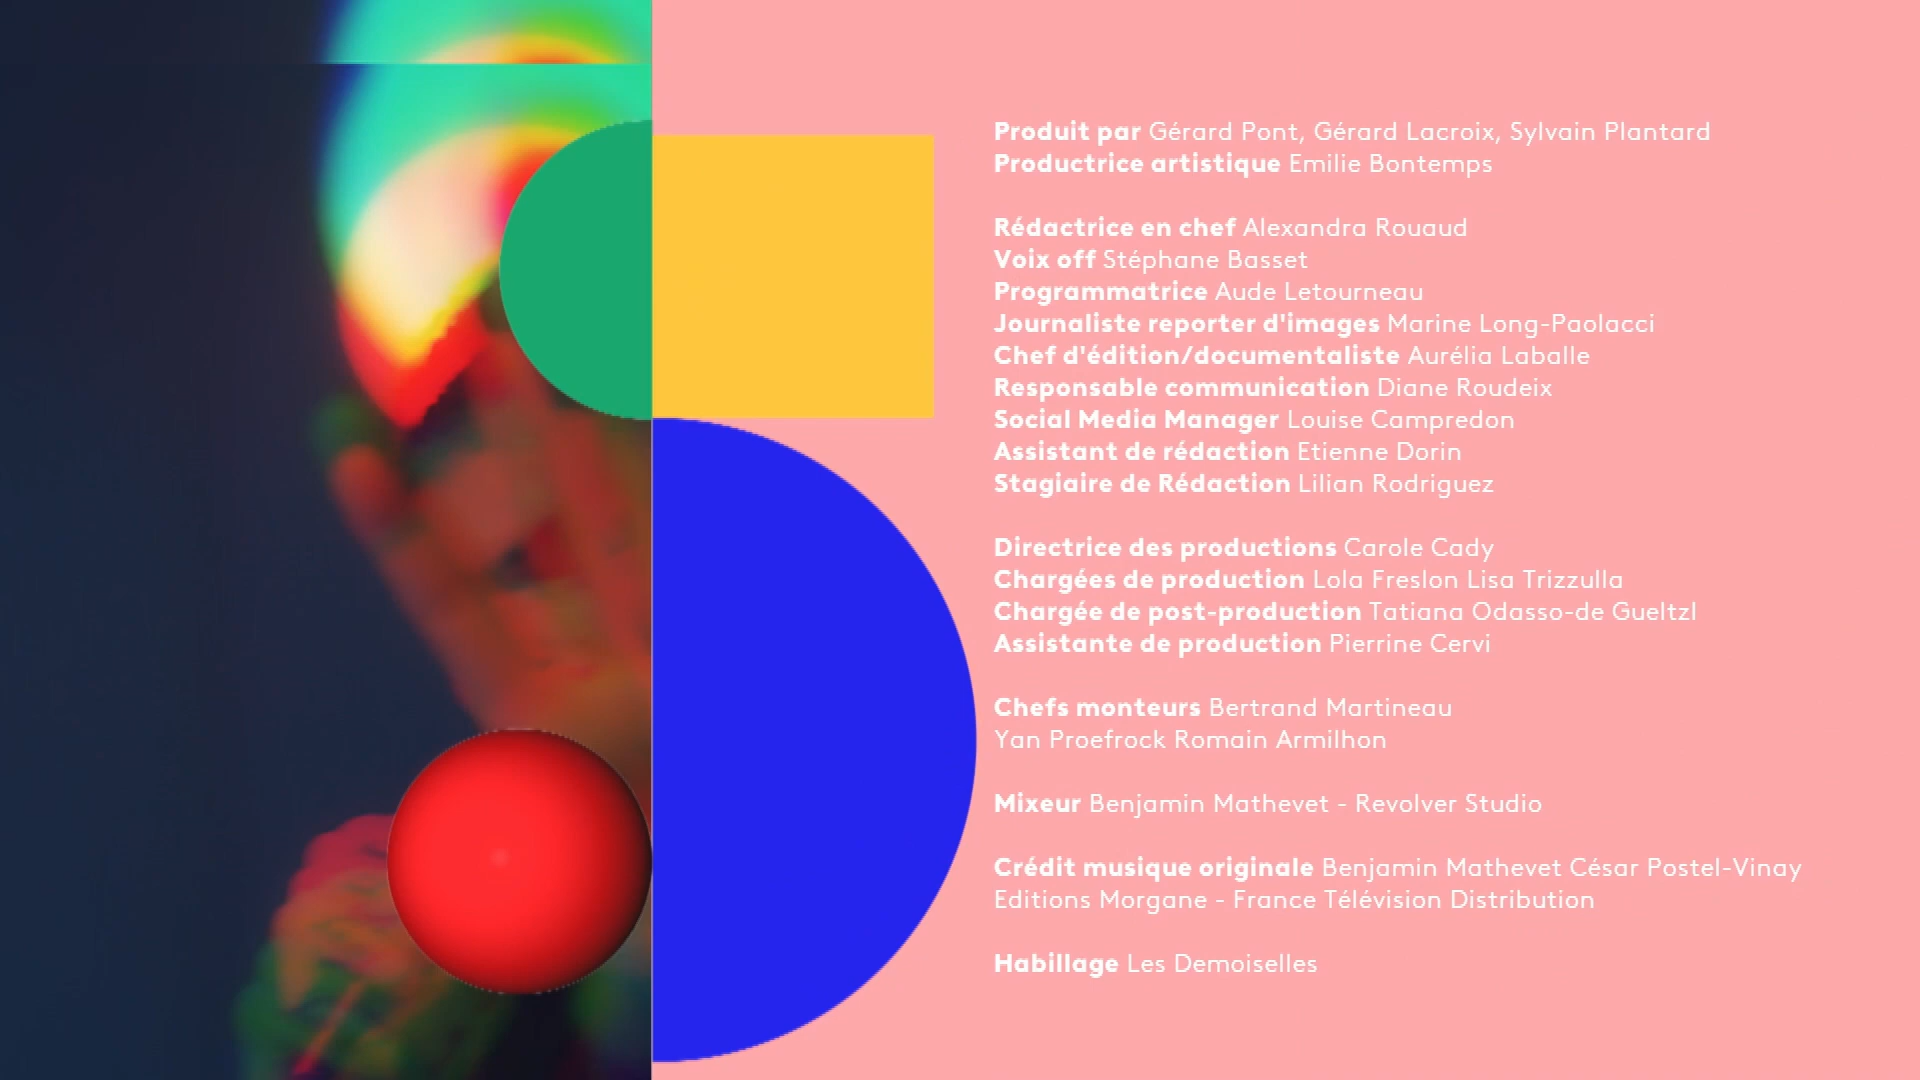 Produit par Gérard Pont, Gérard Lacroix, Sylvain Plantard
Productrice artistique Emilie Bontemps
Rédactrice en chef Alexandra Rouaud
Voix off Stéphane Basset
Programmatrice Aude Letourneau
Journaliste reporter d'images Marine Long-Paolacci
Chef d'édition/documentaliste Aurélia Laballe
Responsable communication Diane Roudeix
Social Media Manager Louise Campredon
Assistant de rédaction Etienne Dorin
Stagiaire de Rédaction Lilian Rodriguez
Directrice des productions Carole Cady
Chargées de production Lola Freslon Lisa Trizzulla
Chargée de post-production Tatiana Odasso-de Gueltzl
Assistante de production Pierrine Cervi
Chefs monteurs Bertrand Martineau
Yan Proefrock Romain Armilhon
Mixeur Benjamin Mathevet - Revolver Studio
Crédit musique originale Benjamin Mathevet César Postel-Vinay
Editions Morgane - France Télévision Distribution
Habillage Les Demoiselles